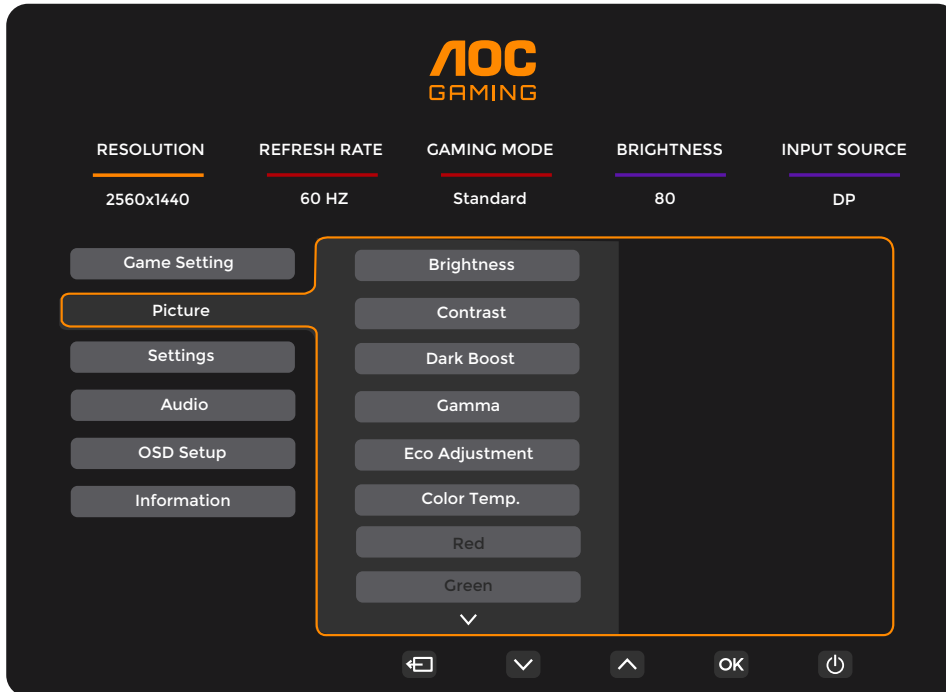 AOC
GAMING
RESOLUTION REFRESH RATE GAMING MODE BRIGHTNESS INPUT SOURCE
2560x1440 60 HZ Standard 80 DP
Game Setting
Picture
Settings
Audio
OSD Setup
Information
Brightness
Contrast
Dark Boost
Gamma
Eco Adjustment
Color Temp.
Red
Green
OK